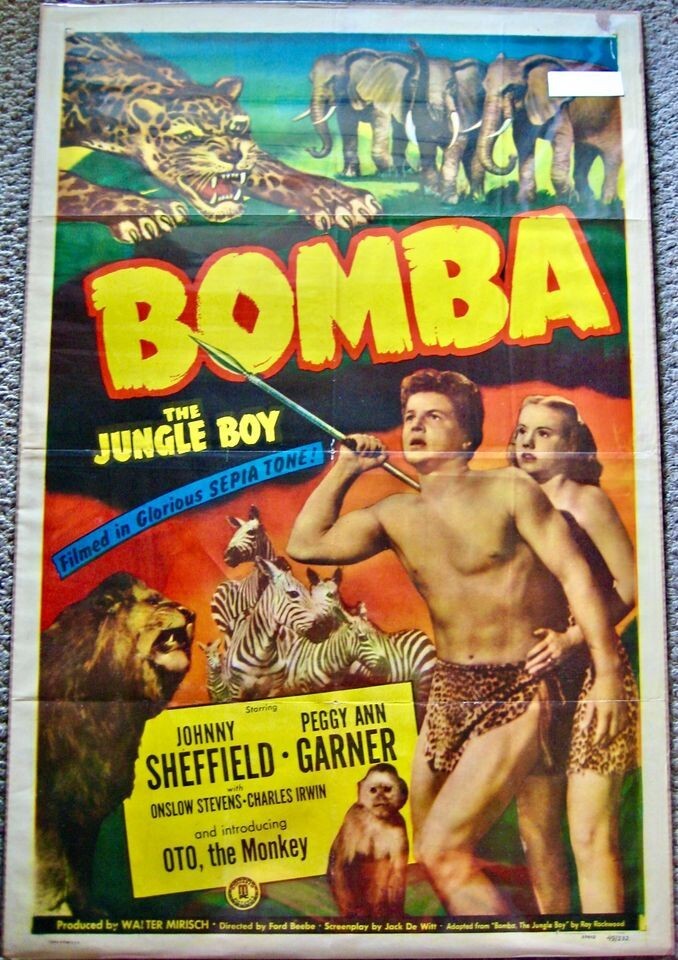 BOMBA
THE
JUNGLE BOY
Filmed in Glorious SEPIA TONE!
Starring
JOHNNY SHEFFIELD · PEGGY ANN GARNER
with
ONSLOW STEVENS · CHARLES IRWIN
and introducing
OTO, the Monkey
Produced by WALTER MIRISCH · Directed by Ford Beebe · Screenplay by Jack De Witt · Adapted from "Bomba, The Jungle Boy" by Roy Rockwood
49/232